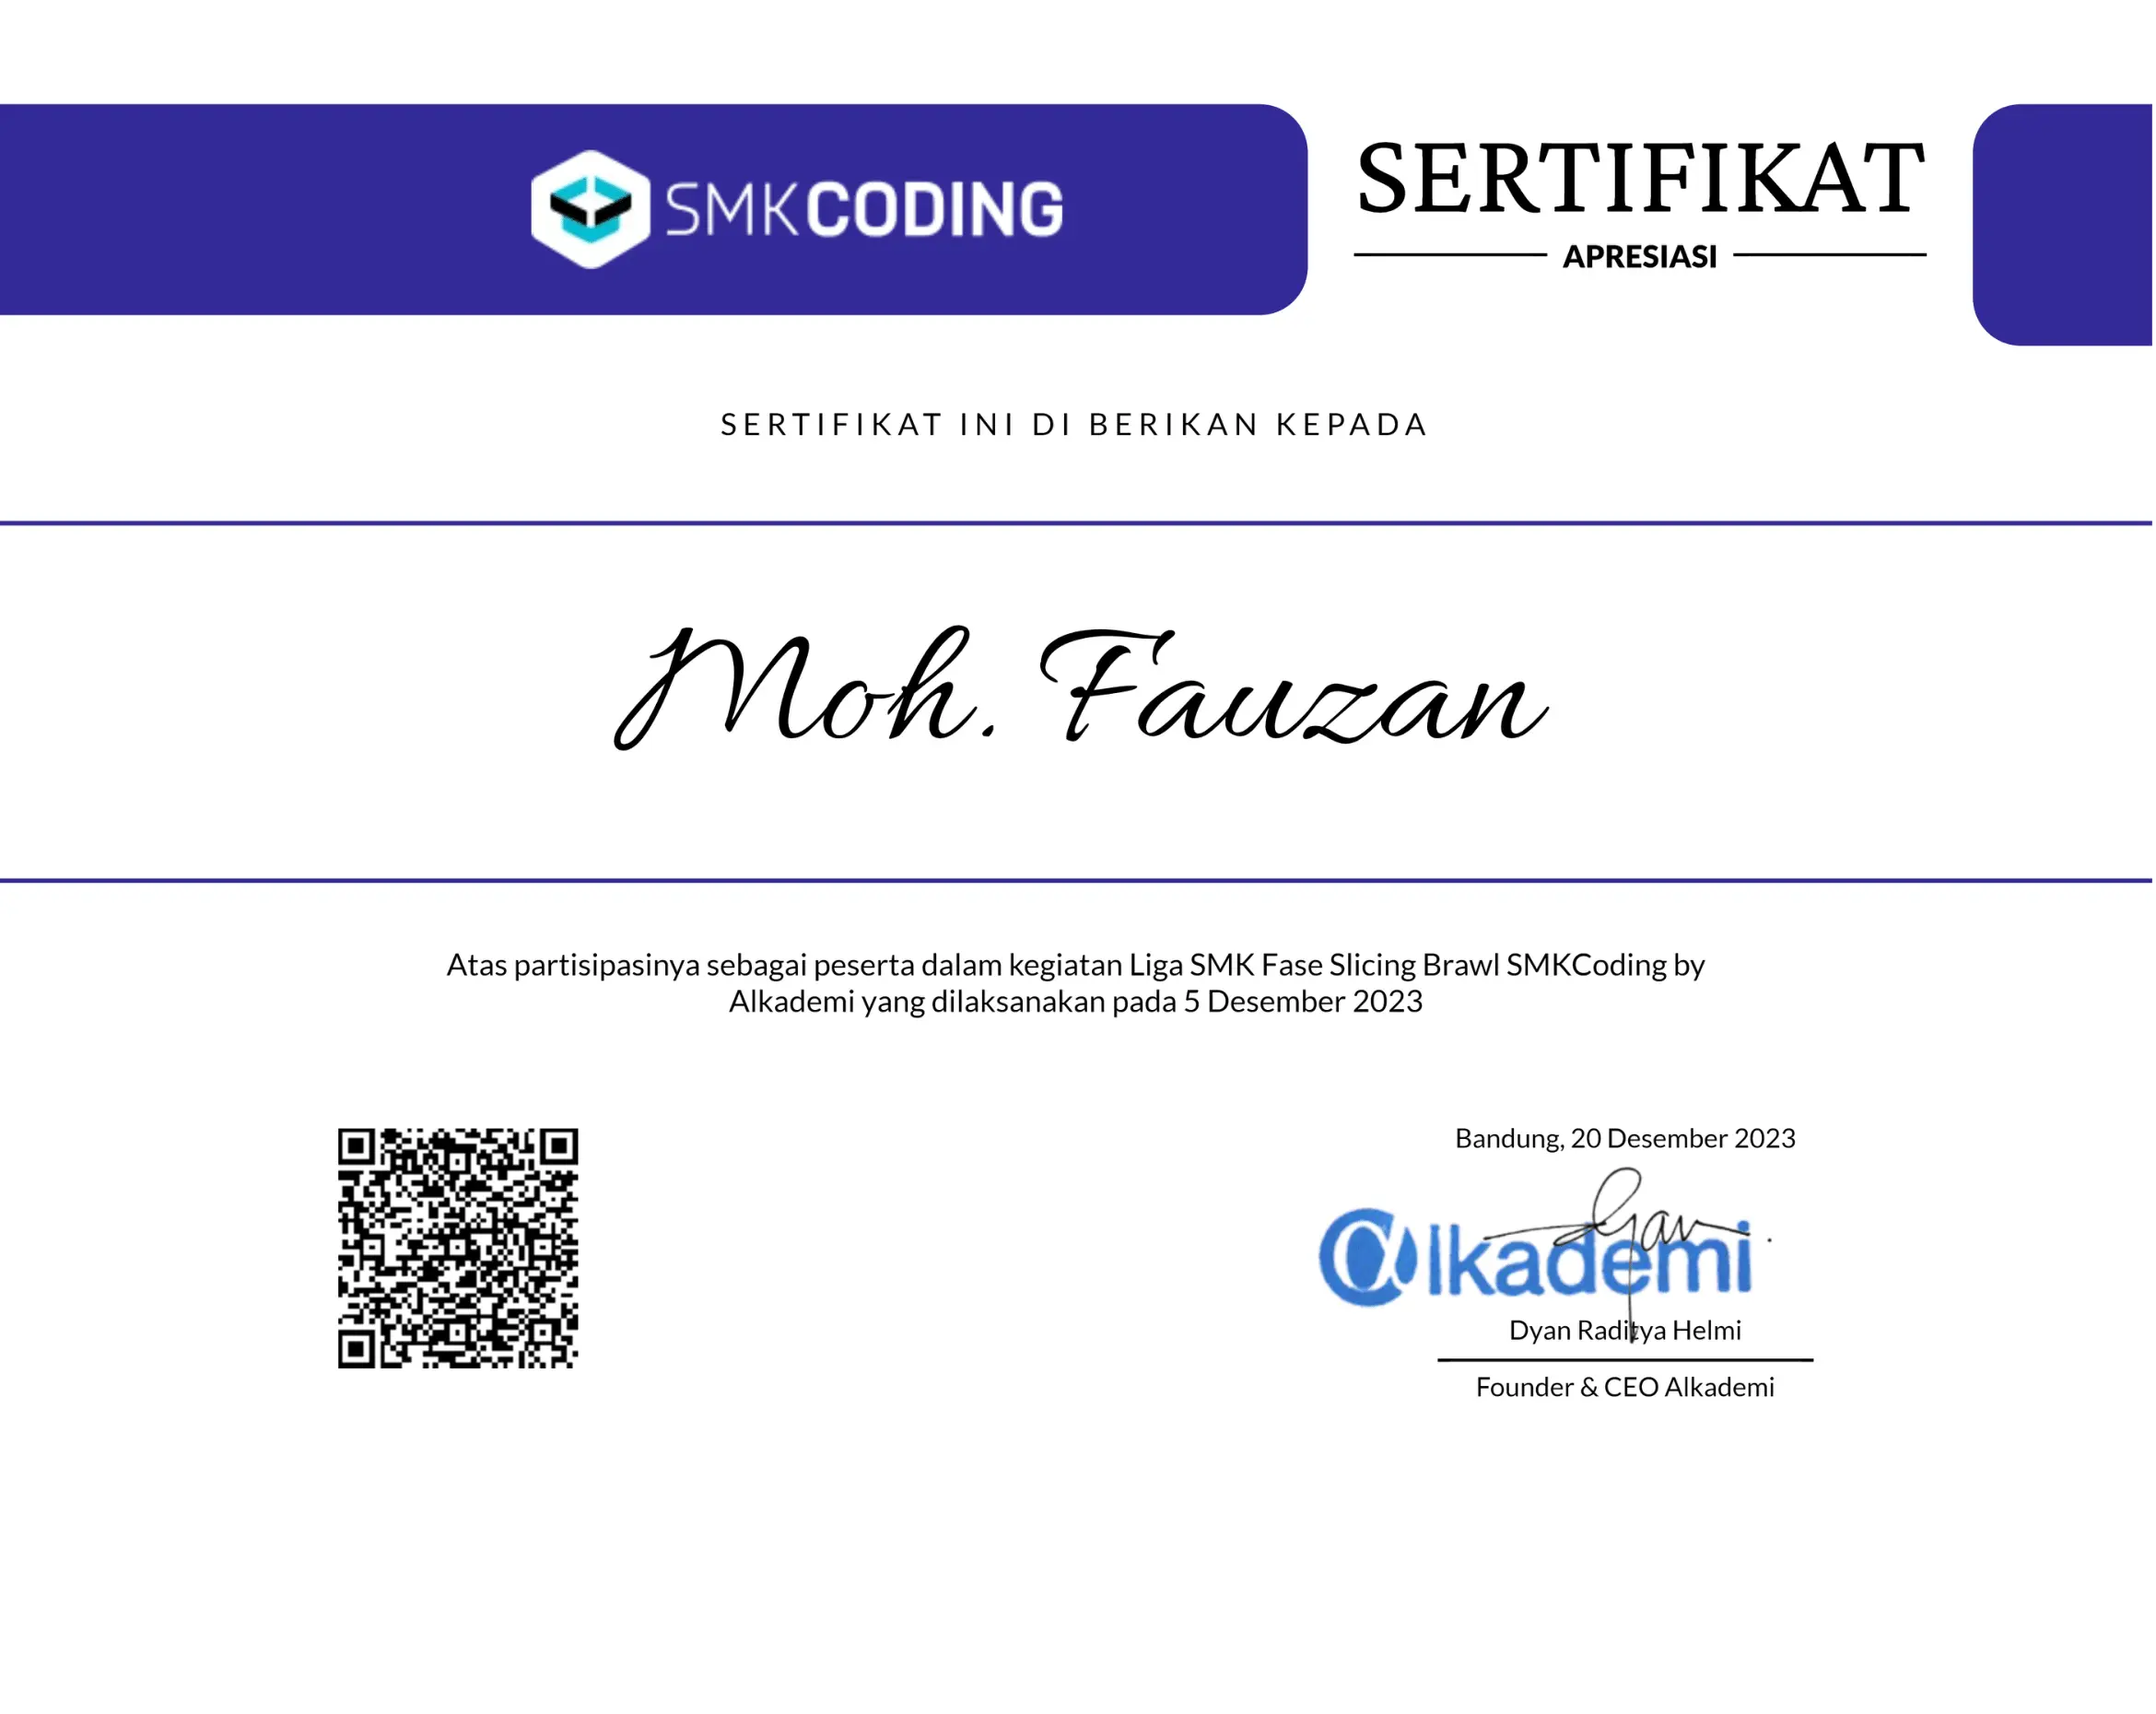 SMKCODING
SERTIFIKAT
APRESIASI
SERTIFIKAT INI DI BERIKAN KEPADA
Moh. Fauzan
Atas partisipasinya sebagai peserta dalam kegiatan Liga SMK Fase Slicing Brawl SMKCoding by
Alkademi yang dilaksanakan pada 5 Desember 2023
Bandung, 20 Desember 2023
Alkademi
Dyan Raditya Helmi
Founder & CEO Alkademi